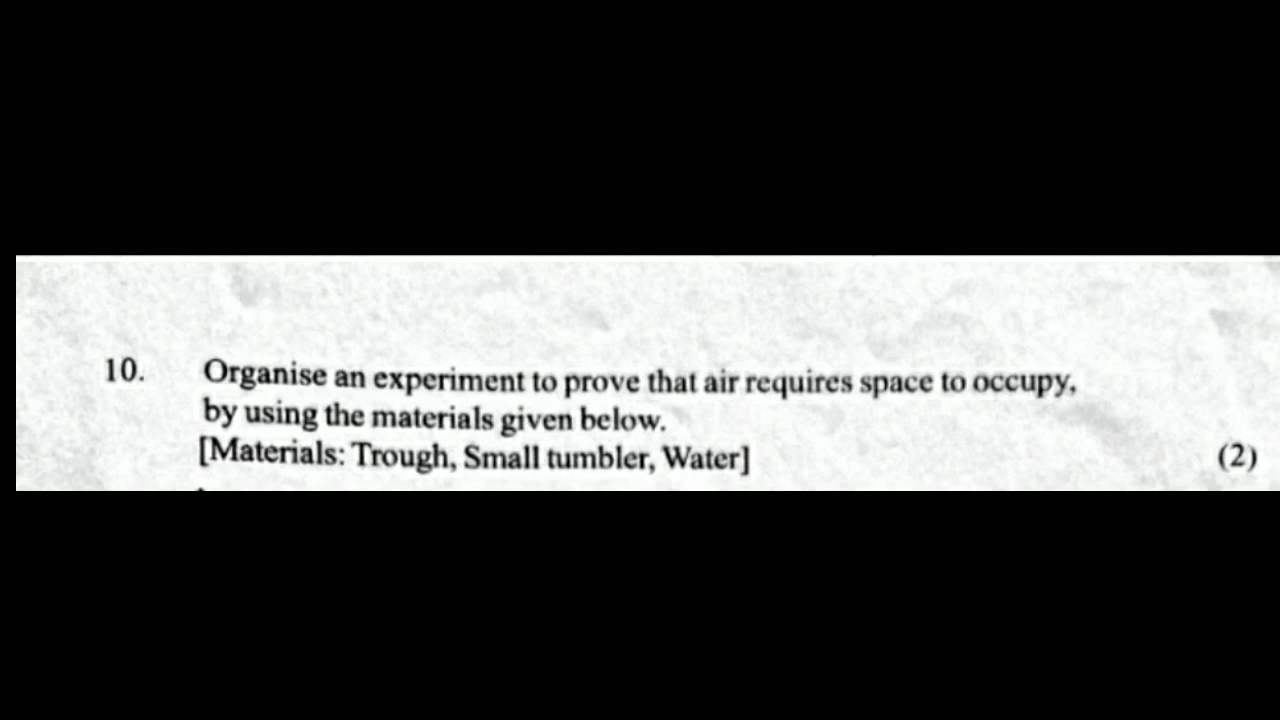 10. Organise an experiment to prove that air requires space to occupy,
by using the materials given below.
[Materials: Trough, Small tumbler, Water] (2)